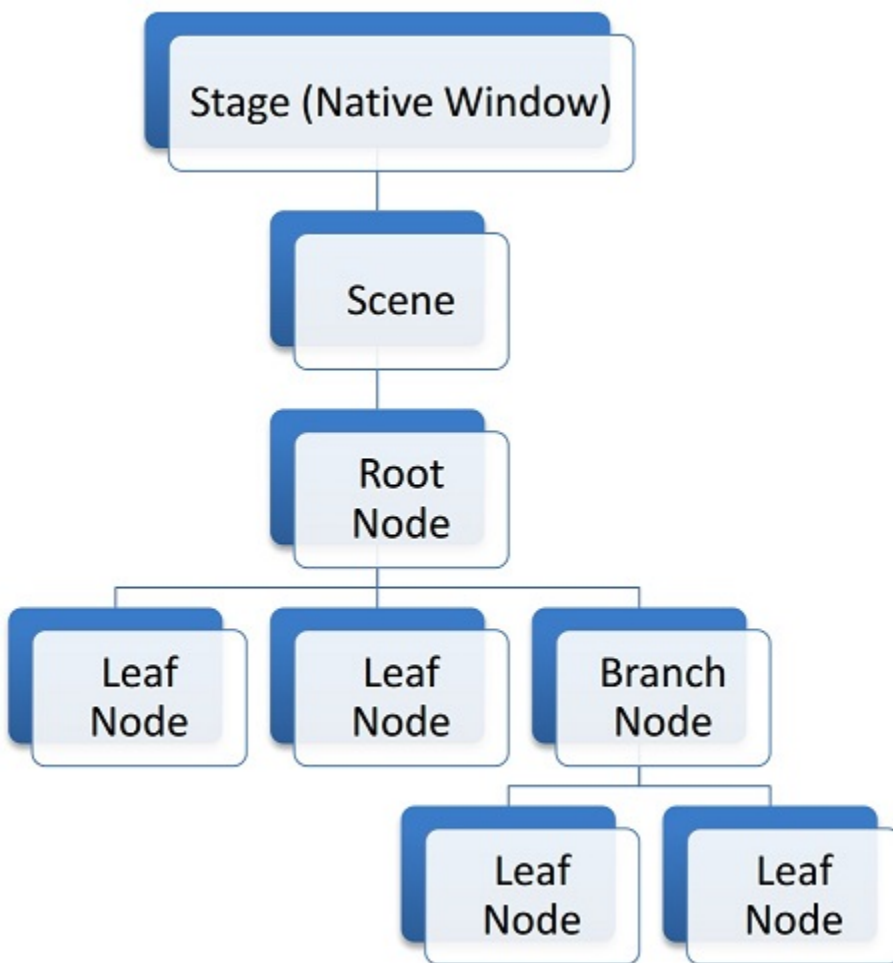 Stage (Native Window)
Scene
Root
Node
Leaf
Node
Leaf
Node
Branch
Node
Leaf
Node
Leaf
Node